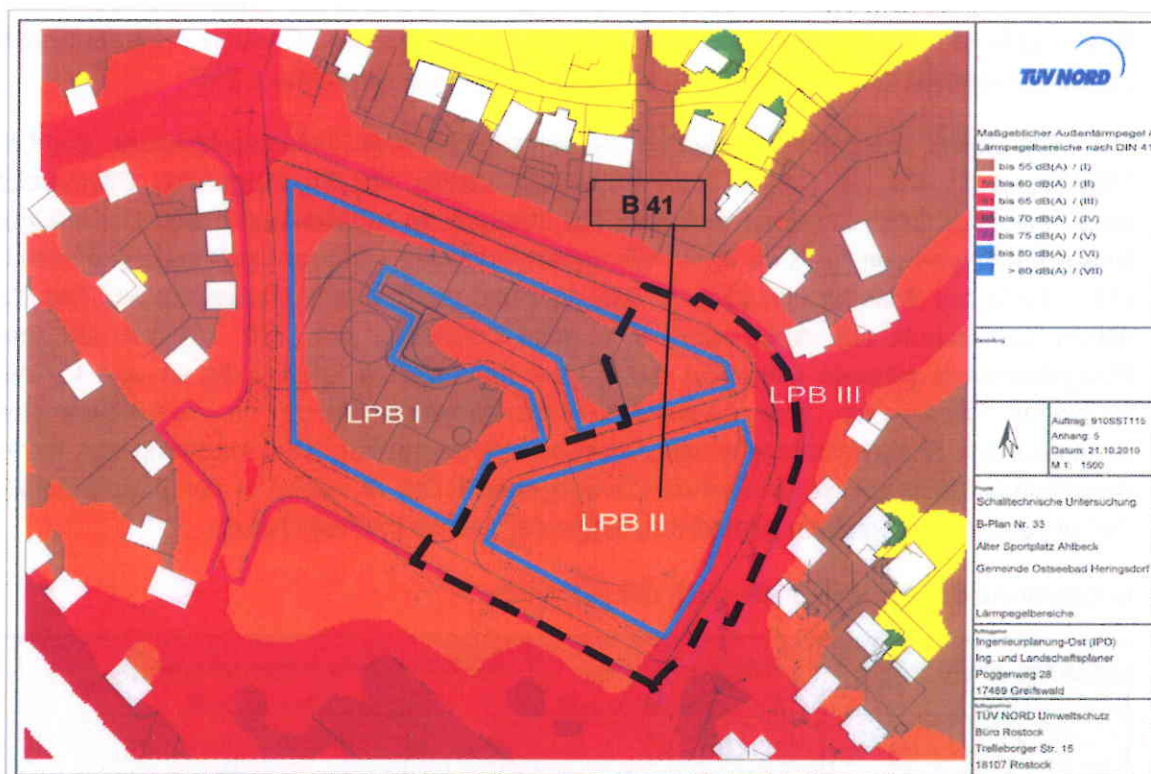 TÜV NORD
Maßgeblicher Außenlärmpegel A
Lärmpegelbereiche nach DIN 41
bis 55 dB(A) / (I)
bis 60 dB(A) / (II)
bis 65 dB(A) / (III)
bis 70 dB(A) / (IV)
bis 75 dB(A) / (V)
bis 80 dB(A) / (VI)
> 80 dB(A) / (VII)
B 41
LPB I
LPB II
LPB III
Auftrag: 910SST115
Anhang: 5
Datum: 21.10.2010
M 1: 1500
Projekt
Schalltechnische Untersuchung
B-Plan Nr. 33
Alter Sportplatz Ahlbeck
Gemeinde Ostseebad Heringsdorf
Lärmpegelbereiche
Auftraggeber
Ingenieurplanung-Ost (IPO)
Ing. und Landschaftsplaner
Poggenweg 28
17489 Greifswald
TÜV NORD Umweltschutz
Büro Rostock
Trelleborger Str. 15
18107 Rostock